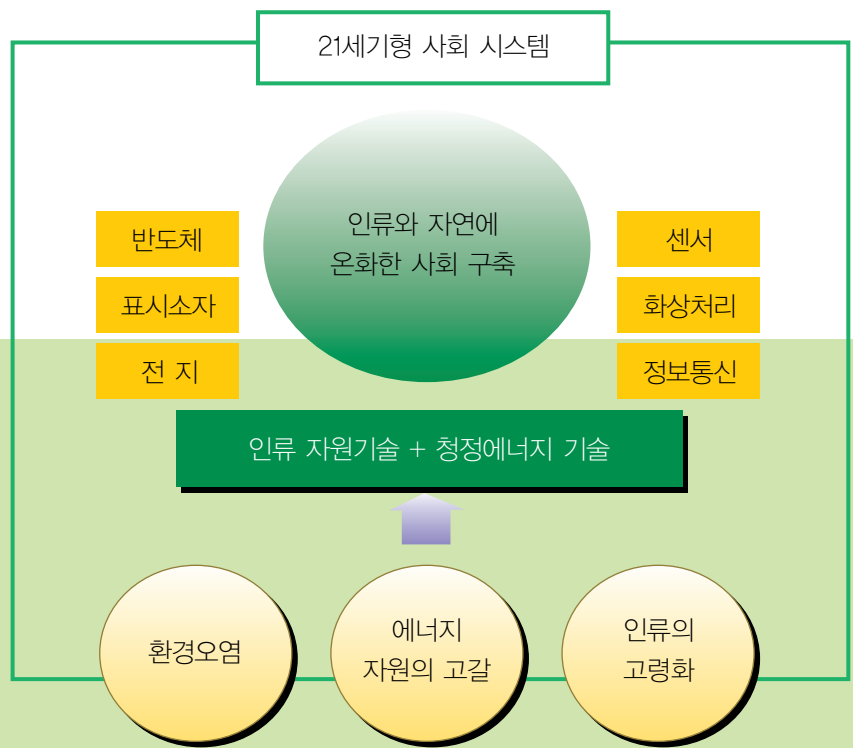 21세기형 사회 시스템
인류와 자연에
온화한 사회 구축
반도체
표시소자
전 지
센서
화상처리
정보통신
인류 자원기술 + 청정에너지 기술
환경오염
에너지
자원의 고갈
인류의
고령화